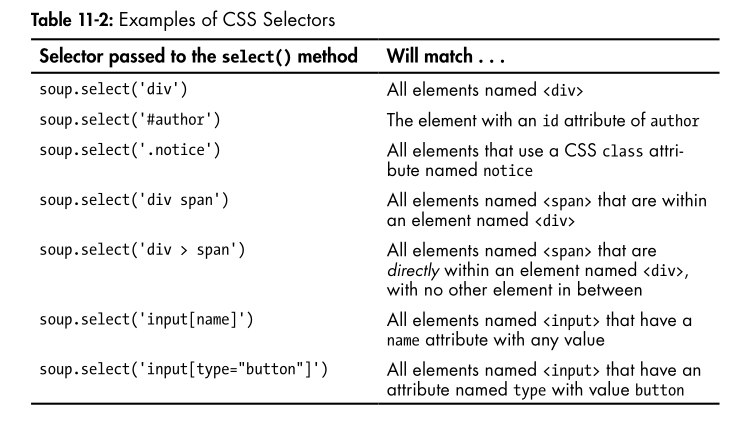 Table 11-2: Examples of CSS Selectors
Selector passed to the select() method Will match . . .
soup.select('div') All elements named <div>
soup.select('#author') The element with an id attribute of author
soup.select('.notice') All elements that use a CSS class attri-
bute named notice
soup.select('div span') All elements named <span> that are within
an element named <div>
soup.select('div > span') All elements named <span> that are
directly within an element named <div>,
with no other element in between
soup.select('input[name]') All elements named <input> that have a
name attribute with any value
soup.select('input[type="button"]') All elements named <input> that have an
attribute named type with value button